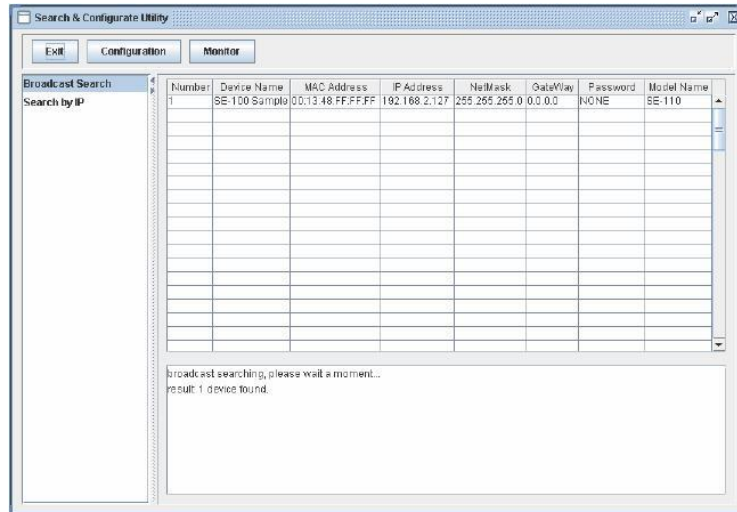 Search & Configurate Utility
Exit Configuration Monitor
Broadcast Search
Search by IP
Number Device Name MAC Address IP Address NetMask GateWay Password Model Name
1 SE-100 Sample 00.13.48.FF.FF.FF 192.168.2.127 255.255.255.0 0.0.0.0 NONE SE-110
broadcast searching, please wait a moment...
result 1 device found.